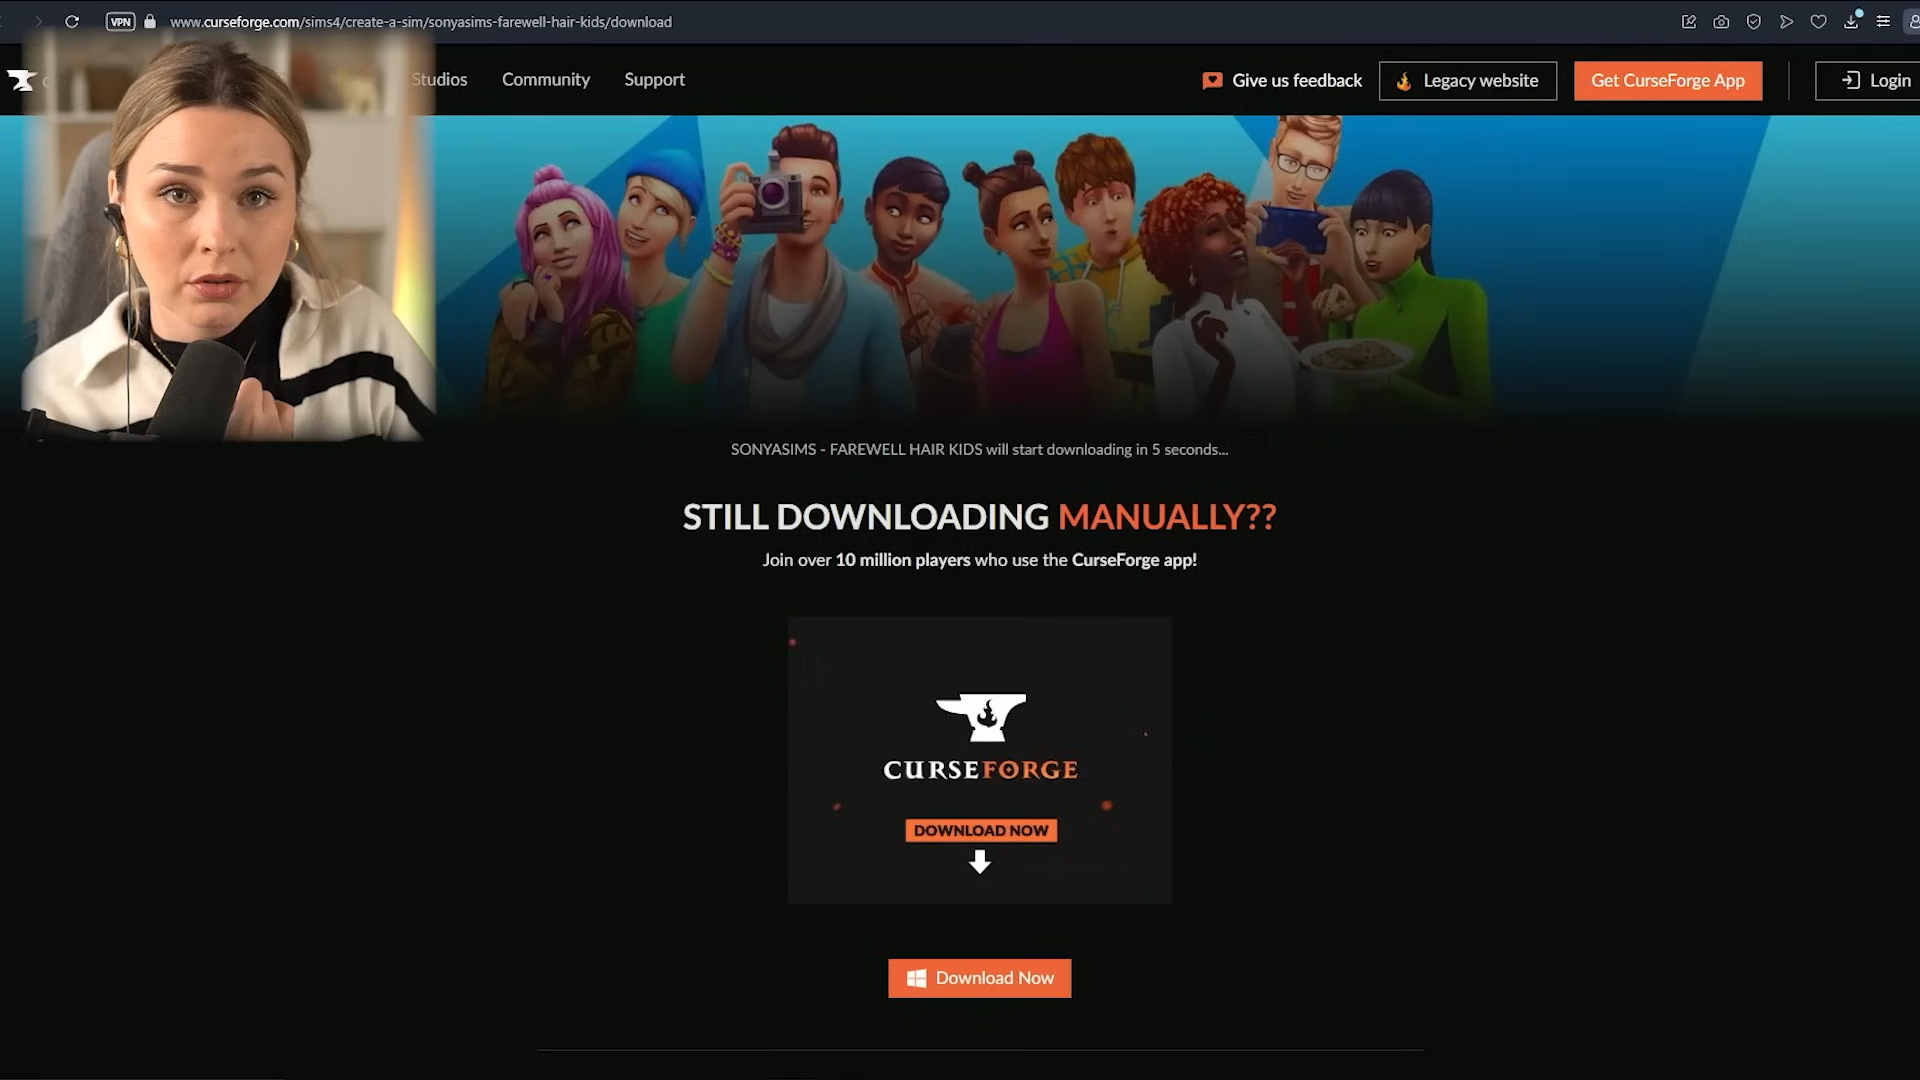 VPN
www.curseforge.com/sims4/create-a-sim/sonyasims-farewell-hair-kids/download
Studios
Community
Support
Give us feedback
Legacy website
Get CurseForge App
Login
SONYASIMS - FAREWELL HAIR KIDS will start downloading in 5 seconds...
STILL DOWNLOADING MANUALLY??
Join over 10 million players who use the CurseForge app!
CURSEFORGE
DOWNLOAD NOW
Download Now